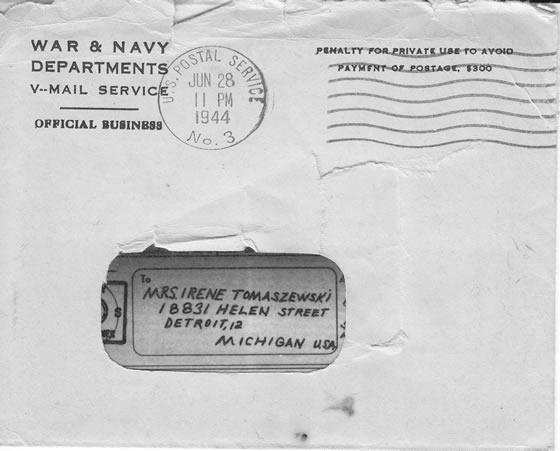 WAR & NAVY
DEPARTMENTS
V--MAIL SERVICE
OFFICIAL BUSINESS
U.S. POSTAL SERVICE
JUN 28
11 PM
1944
No. 3
PENALTY FOR PRIVATE USE TO AVOID
PAYMENT OF POSTAGE, $300
To
MRS. IRENE TOMASZEWSKI
18831 HELEN STREET
DETROIT, 12
MICHIGAN USA
S